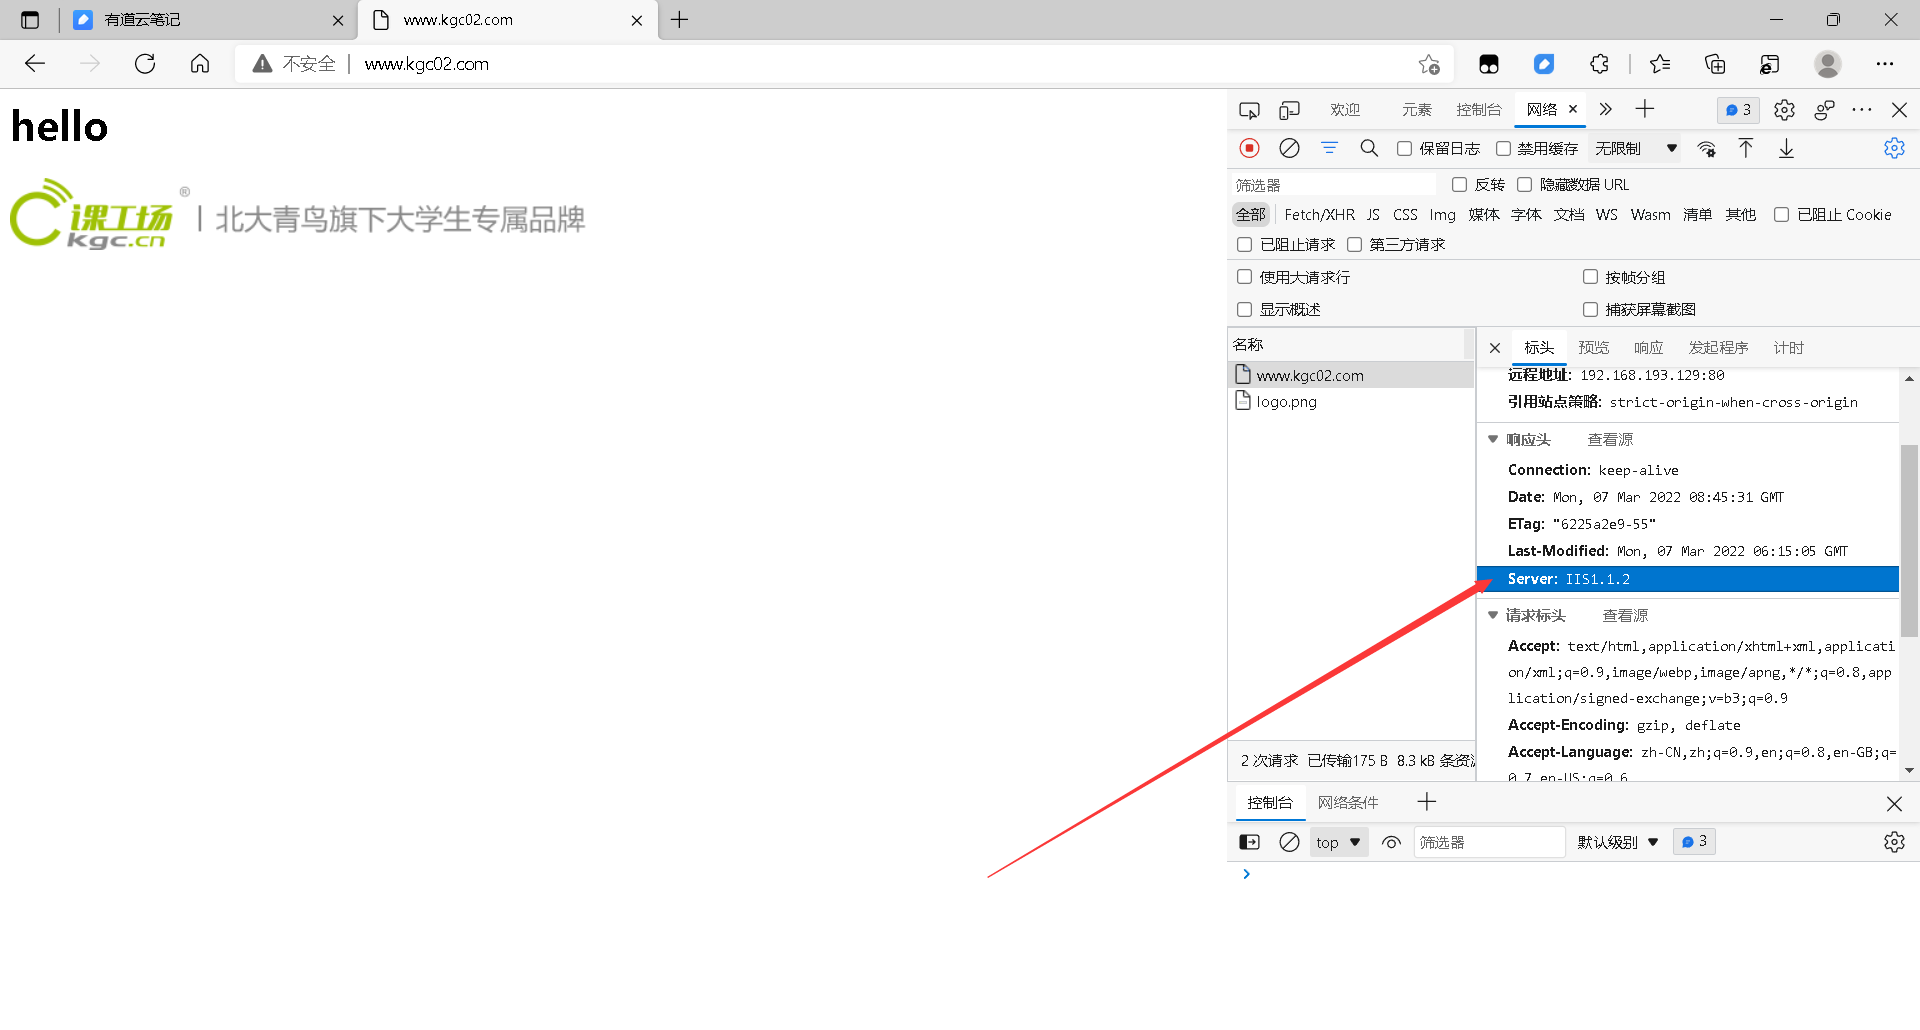 有道云笔记
www.kgc02.com
不安全
www.kgc02.com
hello
课工场
®
kgc.cn
北大青鸟旗下大学生专属品牌
欢迎 元素 控制台 网络 3
保留日志 禁用缓存 无限制
筛选器 反转 隐藏数据 URL
全部 Fetch/XHR JS CSS Img 媒体 字体 文档 WS Wasm 清单 其他 已阻止 Cookie
已阻止请求 第三方请求
使用大请求行 按帧分组
显示概述 捕获屏幕截图
名称
www.kgc02.com
logo.png
2 次请求 已传输175 B 8.3 kB 条资
标头 预览 响应 发起程序 计时
远程地址: 192.168.193.129:80
引用站点策略: strict-origin-when-cross-origin
响应头 查看源
Connection: keep-alive
Date: Mon, 07 Mar 2022 08:45:31 GMT
ETag: "6225a2e9-55"
Last-Modified: Mon, 07 Mar 2022 06:15:05 GMT
Server: IIS1.1.2
请求标头 查看源
Accept: text/html,application/xhtml+xml,applicati
on/xml;q=0.9,image/webp,image/apng,*/*;q=0.8,app
lication/signed-exchange;v=b3;q=0.9
Accept-Encoding: gzip, deflate
Accept-Language: zh-CN,zh;q=0.9,en;q=0.8,en-GB;q=
0.7,en-US;q=0.6
控制台 网络条件
top 筛选器 默认级别 3